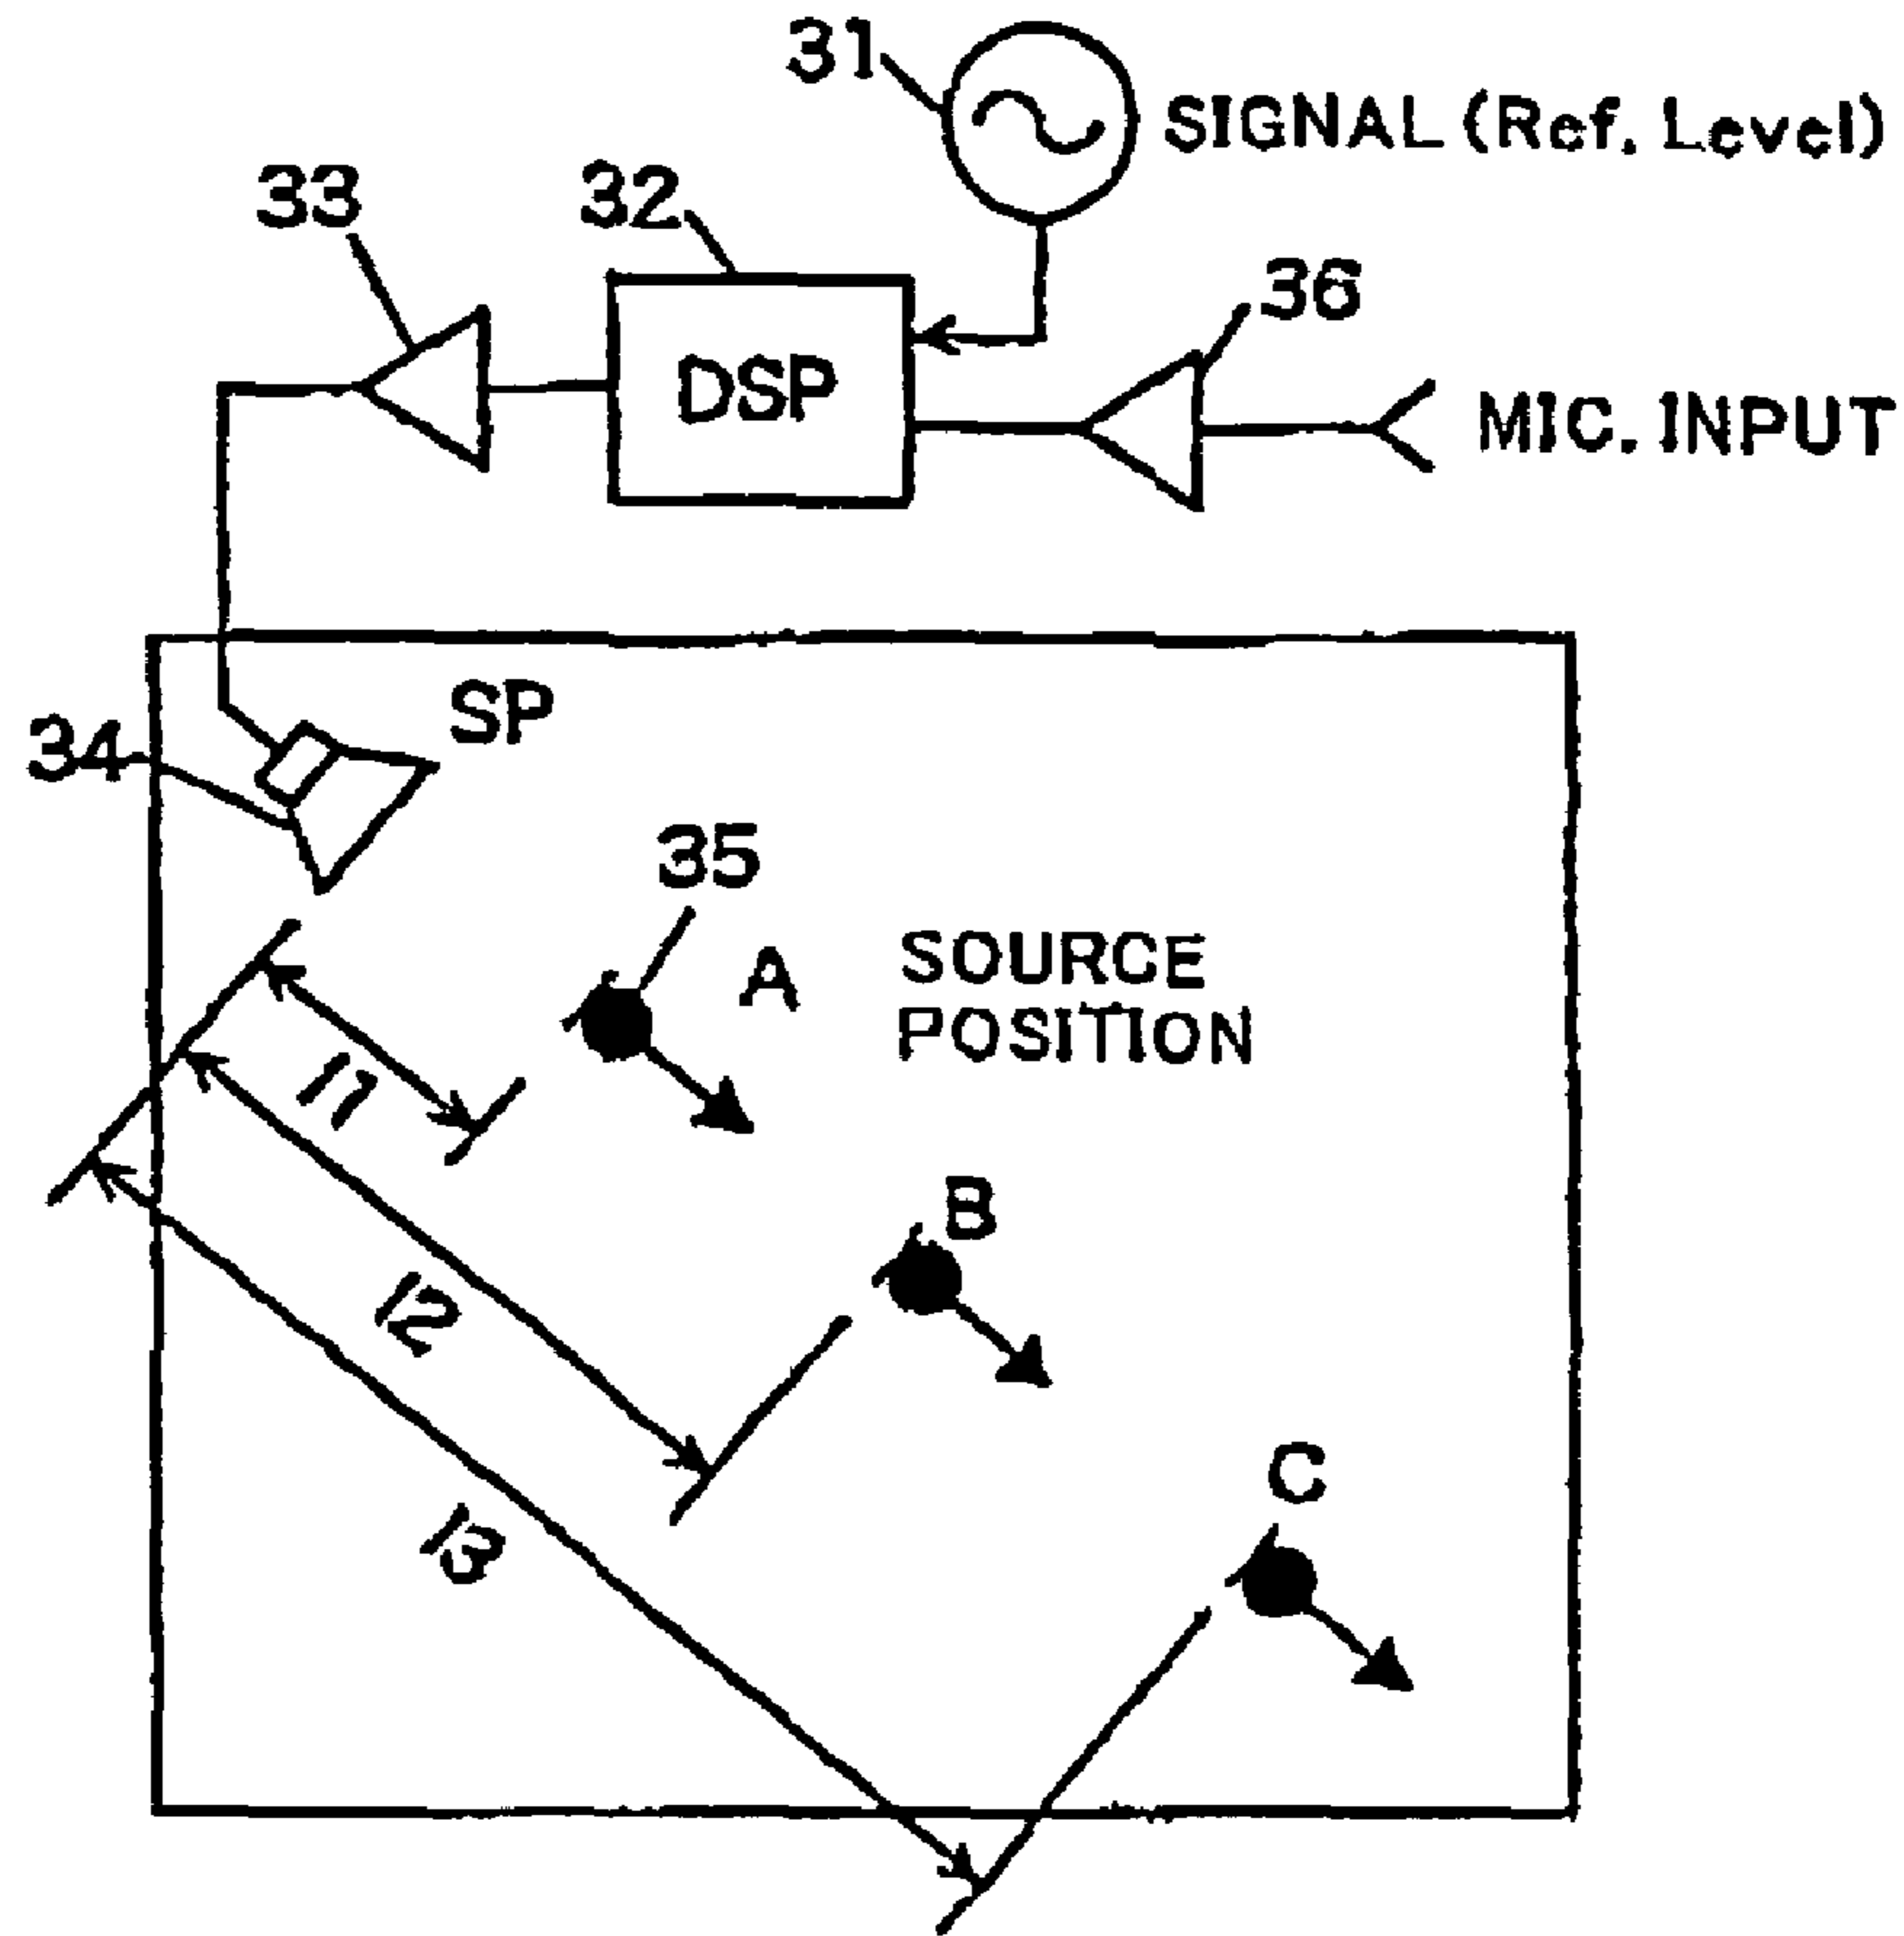 31
SIGNAL (Ref. Level)
33
32
36
DSP
MIC. INPUT
SP
34
35
A
SOURCE
POSITION
l1
B
l2
C
l3